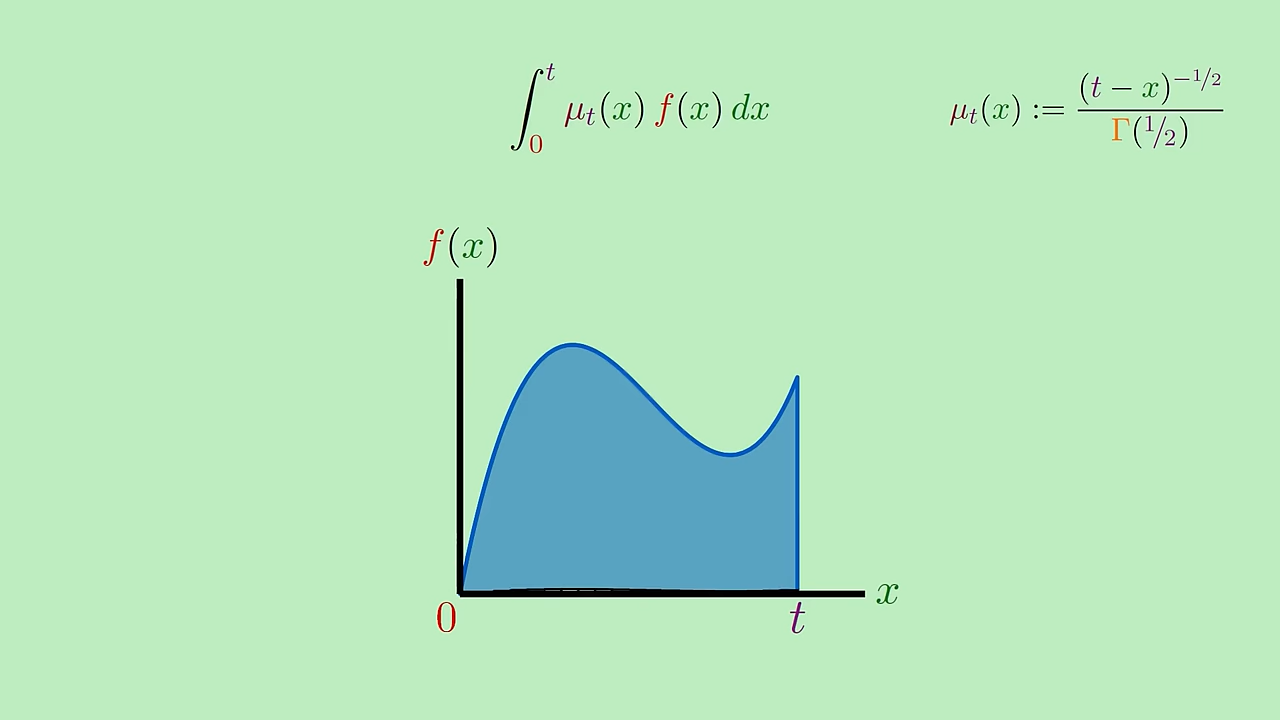 ∫₀ᵗ μₜ(x) f(x) dx
μₜ(x) := (t − x)^{−1/2} / Γ(1/2)
f(x)
x
0
t